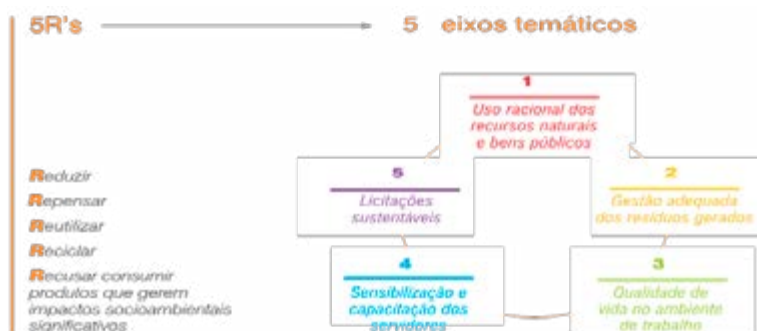 5R's
5 eixos temáticos
Reduzir
Repensar
Reutilizar
Reciclar
Recusar consumir
produtos que gerem
impactos socioambientais
significativos
1
Uso racional dos
recursos naturais
e bens públicos
2
Gestão adequada
dos resíduos gerados
3
Qualidade de
vida no ambiente
de trabalho
4
Sensibilização e
capacitação dos
servidores
5
Licitações
sustentáveis